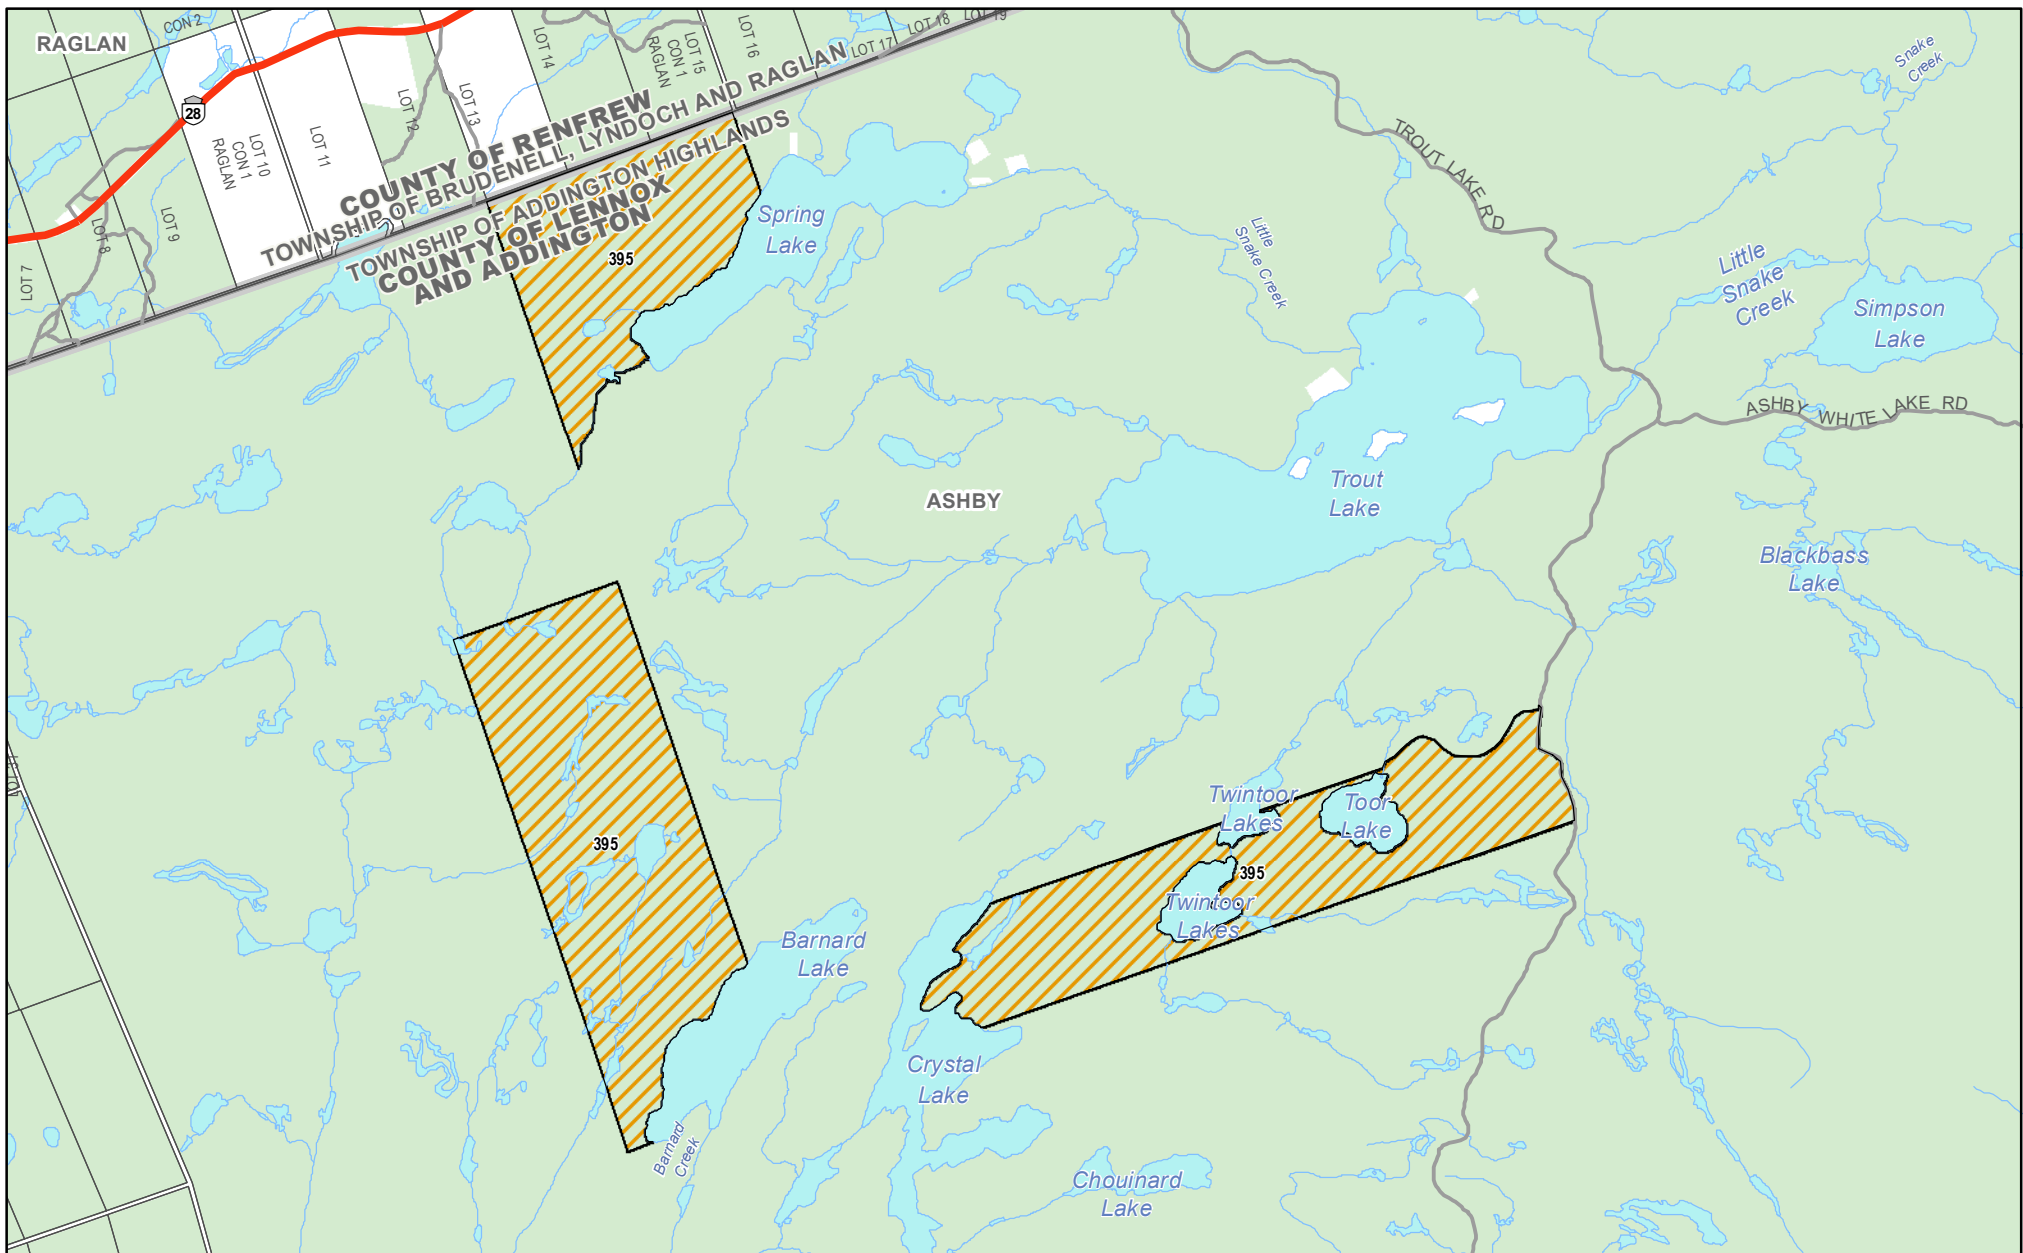 RAGLAN
CON 2
28
LOT 7
LOT 8
LOT 9
LOT 10
CON 1
RAGLAN
LOT 11
LOT 12
LOT 13
LOT 14
LOT 15
CON 1
RAGLAN
LOT 16
LOT 17
LOT 18
LOT 19
COUNTY OF RENFREW
TOWNSHIP OF BRUDENELL, LYNDOCH AND RAGLAN
TOWNSHIP OF ADDINGTON HIGHLANDS
COUNTY OF LENNOX
AND ADDINGTON
395
Spring
Lake
Snake
Creek
TROUT LAKE RD
Little
Snake Creek
Little
Snake
Creek
Simpson
Lake
ASHBY WHITE LAKE RD
ASHBY
Trout
Lake
Blackbass
Lake
395
Twintoor
Lakes
Toor
Lake
395
Twintoor
Lakes
Barnard
Lake
Crystal
Lake
Barnard
Creek
Chouinard
Lake